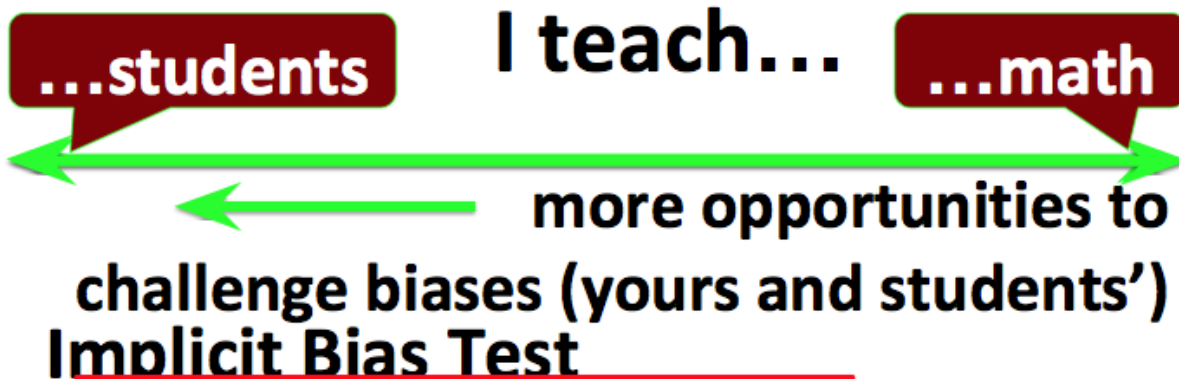 I teach...
...students
...math
more opportunities to
challenge biases (yours and students’)
Implicit Bias Test